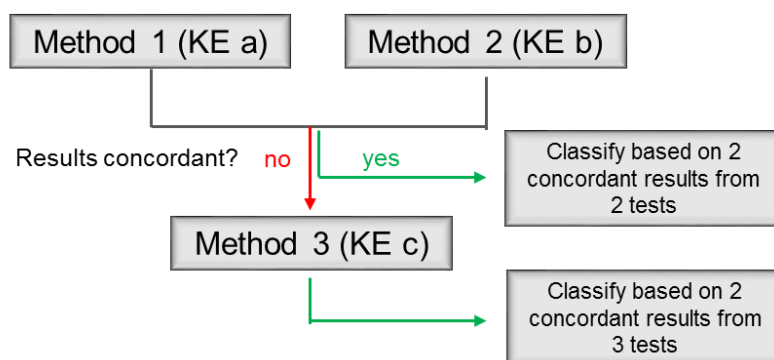 Method 1 (KE a)
Method 2 (KE b)
Results concordant? no yes
Classify based on 2
concordant results from
2 tests
Method 3 (KE c)
Classify based on 2
concordant results from
3 tests